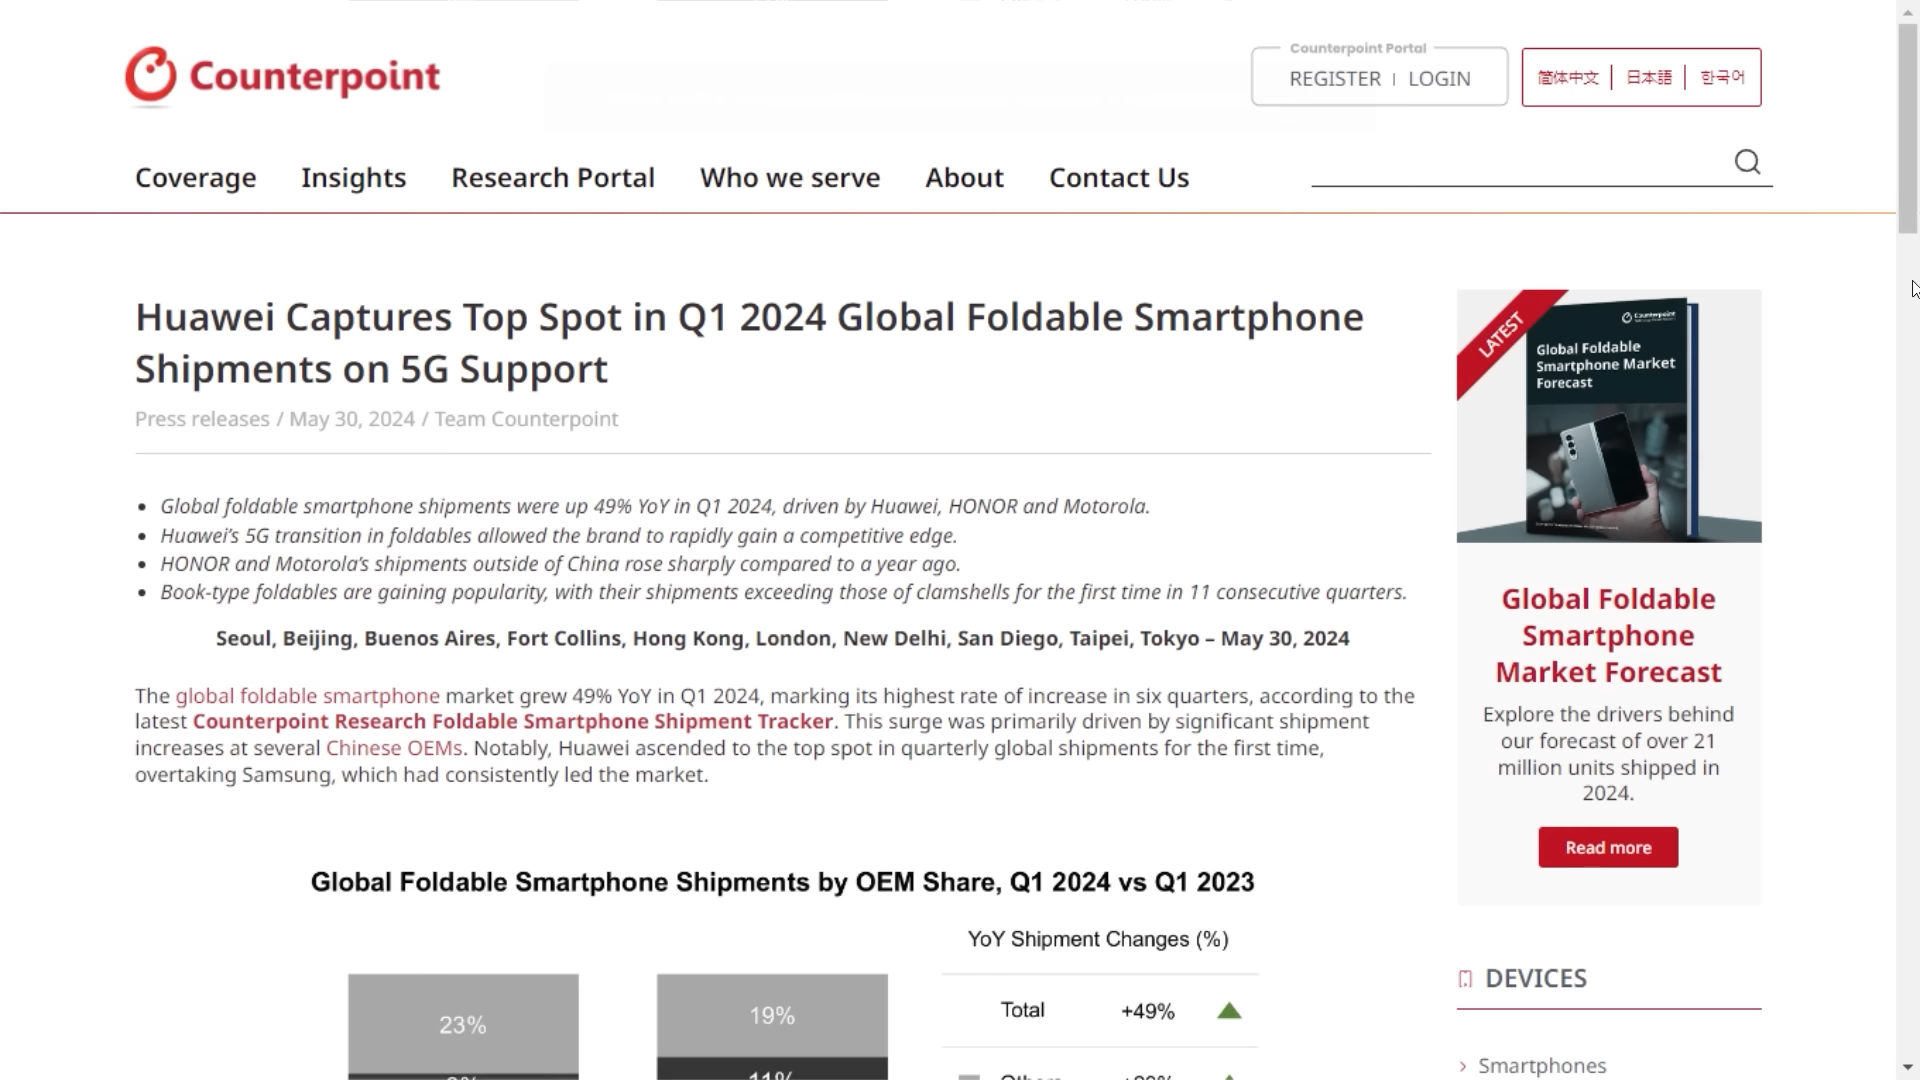 Counterpoint
Counterpoint Portal
REGISTER | LOGIN
简体中文 | 日本語 | 한국어
Coverage Insights Research Portal Who we serve About Contact Us
Huawei Captures Top Spot in Q1 2024 Global Foldable Smartphone
Shipments on 5G Support
Press releases / May 30, 2024 / Team Counterpoint
Global foldable smartphone shipments were up 49% YoY in Q1 2024, driven by Huawei, HONOR and Motorola.
Huawei’s 5G transition in foldables allowed the brand to rapidly gain a competitive edge.
HONOR and Motorola’s shipments outside of China rose sharply compared to a year ago.
Book-type foldables are gaining popularity, with their shipments exceeding those of clamshells for the first time in 11 consecutive quarters.
Seoul, Beijing, Buenos Aires, Fort Collins, Hong Kong, London, New Delhi, San Diego, Taipei, Tokyo – May 30, 2024
The global foldable smartphone market grew 49% YoY in Q1 2024, marking its highest rate of increase in six quarters, according to the
latest Counterpoint Research Foldable Smartphone Shipment Tracker. This surge was primarily driven by significant shipment
increases at several Chinese OEMs. Notably, Huawei ascended to the top spot in quarterly global shipments for the first time,
overtaking Samsung, which had consistently led the market.
Global Foldable Smartphone Shipments by OEM Share, Q1 2024 vs Q1 2023
YoY Shipment Changes (%)
23% 19%
Total +49%
11%
Others
LATEST
Counterpoint
Global Foldable
Smartphone Market
Forecast
Global Foldable
Smartphone
Market Forecast
Explore the drivers behind
our forecast of over 21
million units shipped in
2024.
Read more
DEVICES
Smartphones